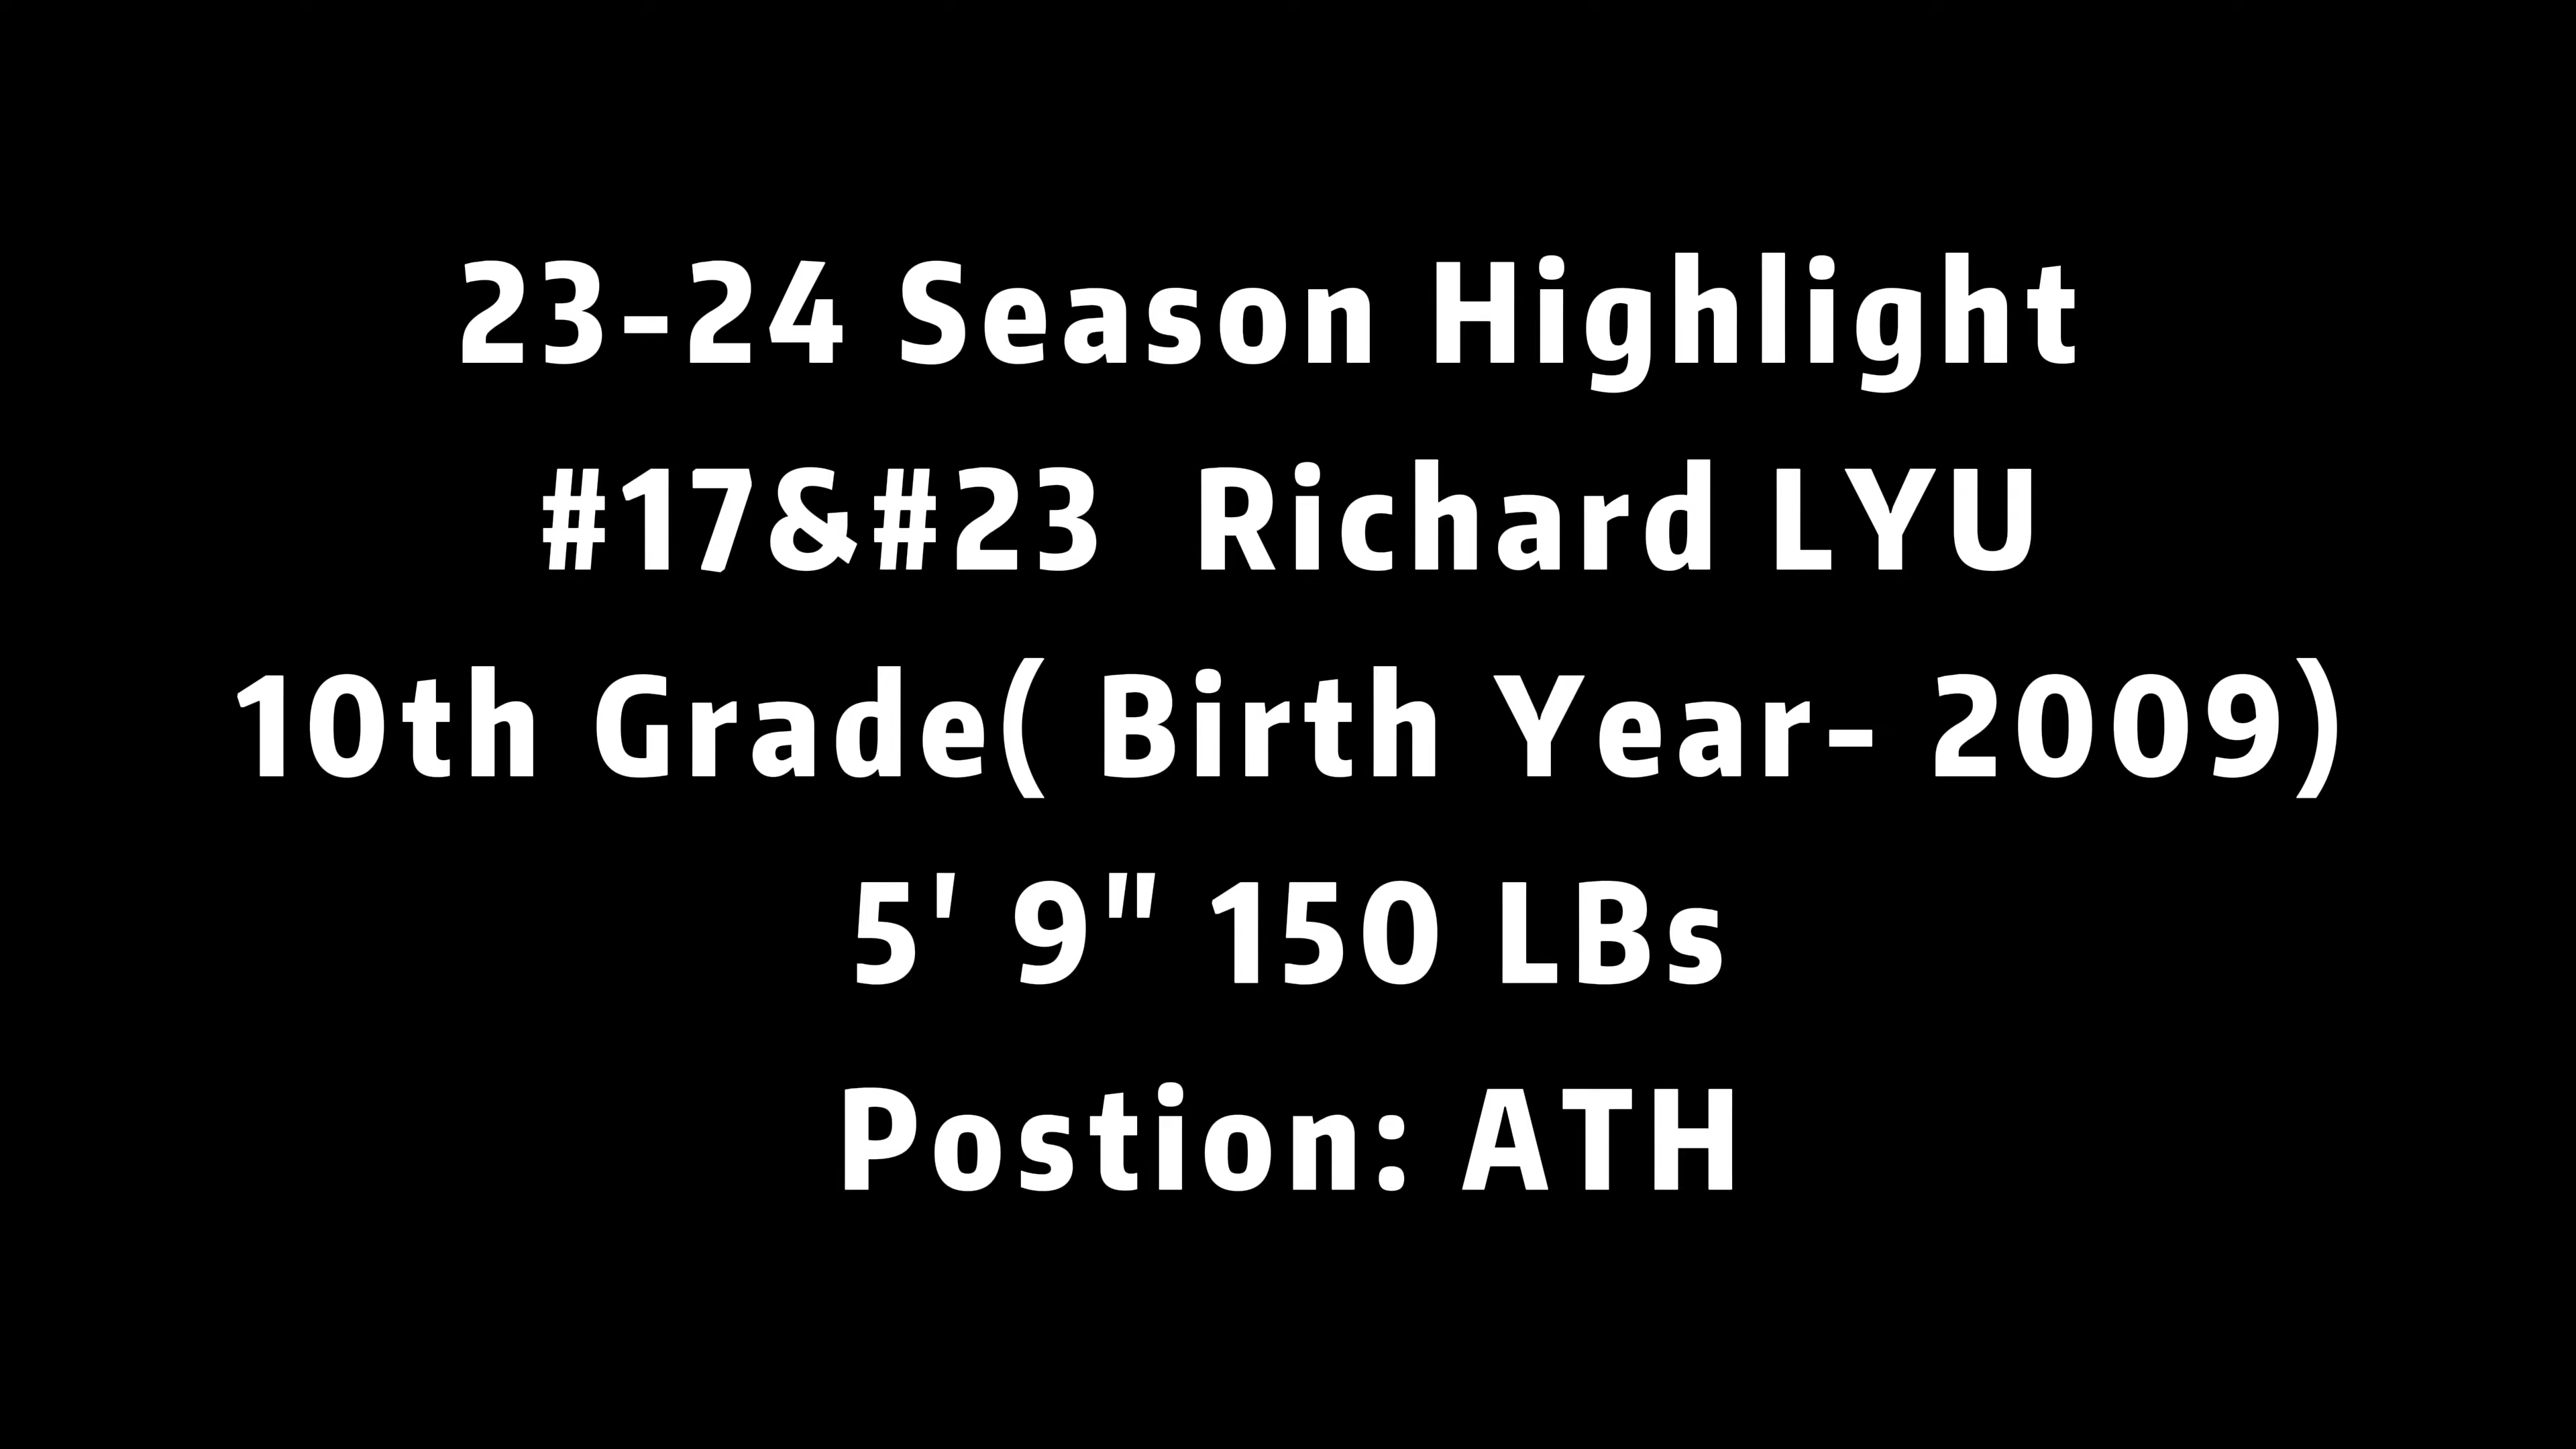 23-24 Season Highlight
#17&#23  Richard LYU
10th Grade( Birth Year- 2009)
5' 9" 150 LBs
Postion: ATH